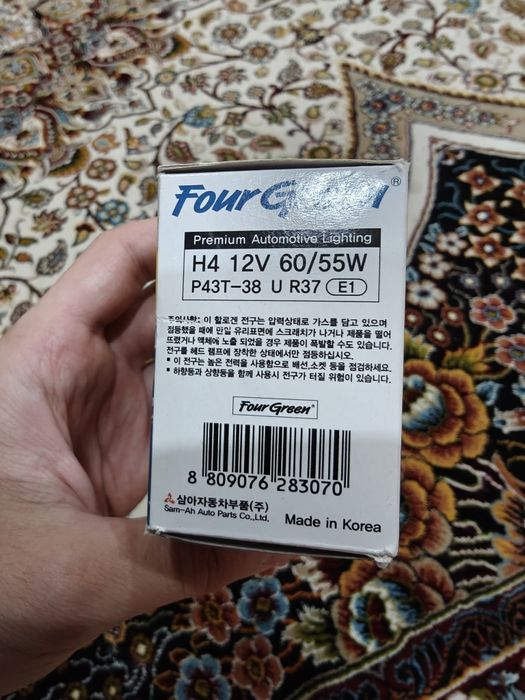 Four Green®
Premium Automotive Lighting
H4 12V 60/55W
P43T-38 U R37 E1
주의사항: 이 할로겐 전구는 압력상태로 가스를 담고 있으며
점등했을 때에 만일 유리표면에 스크래치가 나거나 제품을 떨어
뜨렸거나 액체에 노출 되었을 경우 제품이 폭발할 수도 있습니다.
전구를 헤드 램프에 장착한 상태에서만 점등하십시오.
• 이 전구는 높은 전력을 사용함으로 배선,소켓 등을 점검하세요.
• 하향등과 상향등을 함께 사용시 전구가 터질 위험이 있습니다.
Four Green®
8 809076 283070
삼아자동차부품(주)
Sam-Ah Auto Parts Co.,Ltd.
Made in Korea